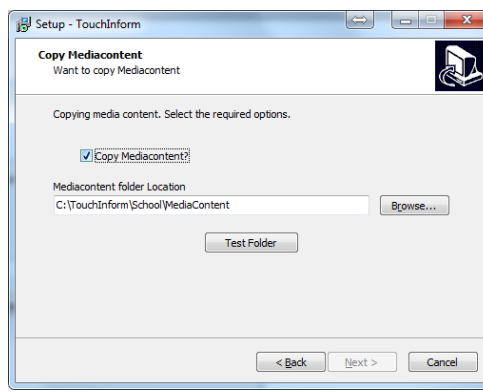 Setup - TouchInform
Copy Mediacontent
Want to copy Mediacontent
Copying media content. Select the required options.
Copy Mediacontent?
Mediacontent folder Location
C:\TouchInform\School\MediaContent
Browse...
Test Folder
< Back
Next >
Cancel